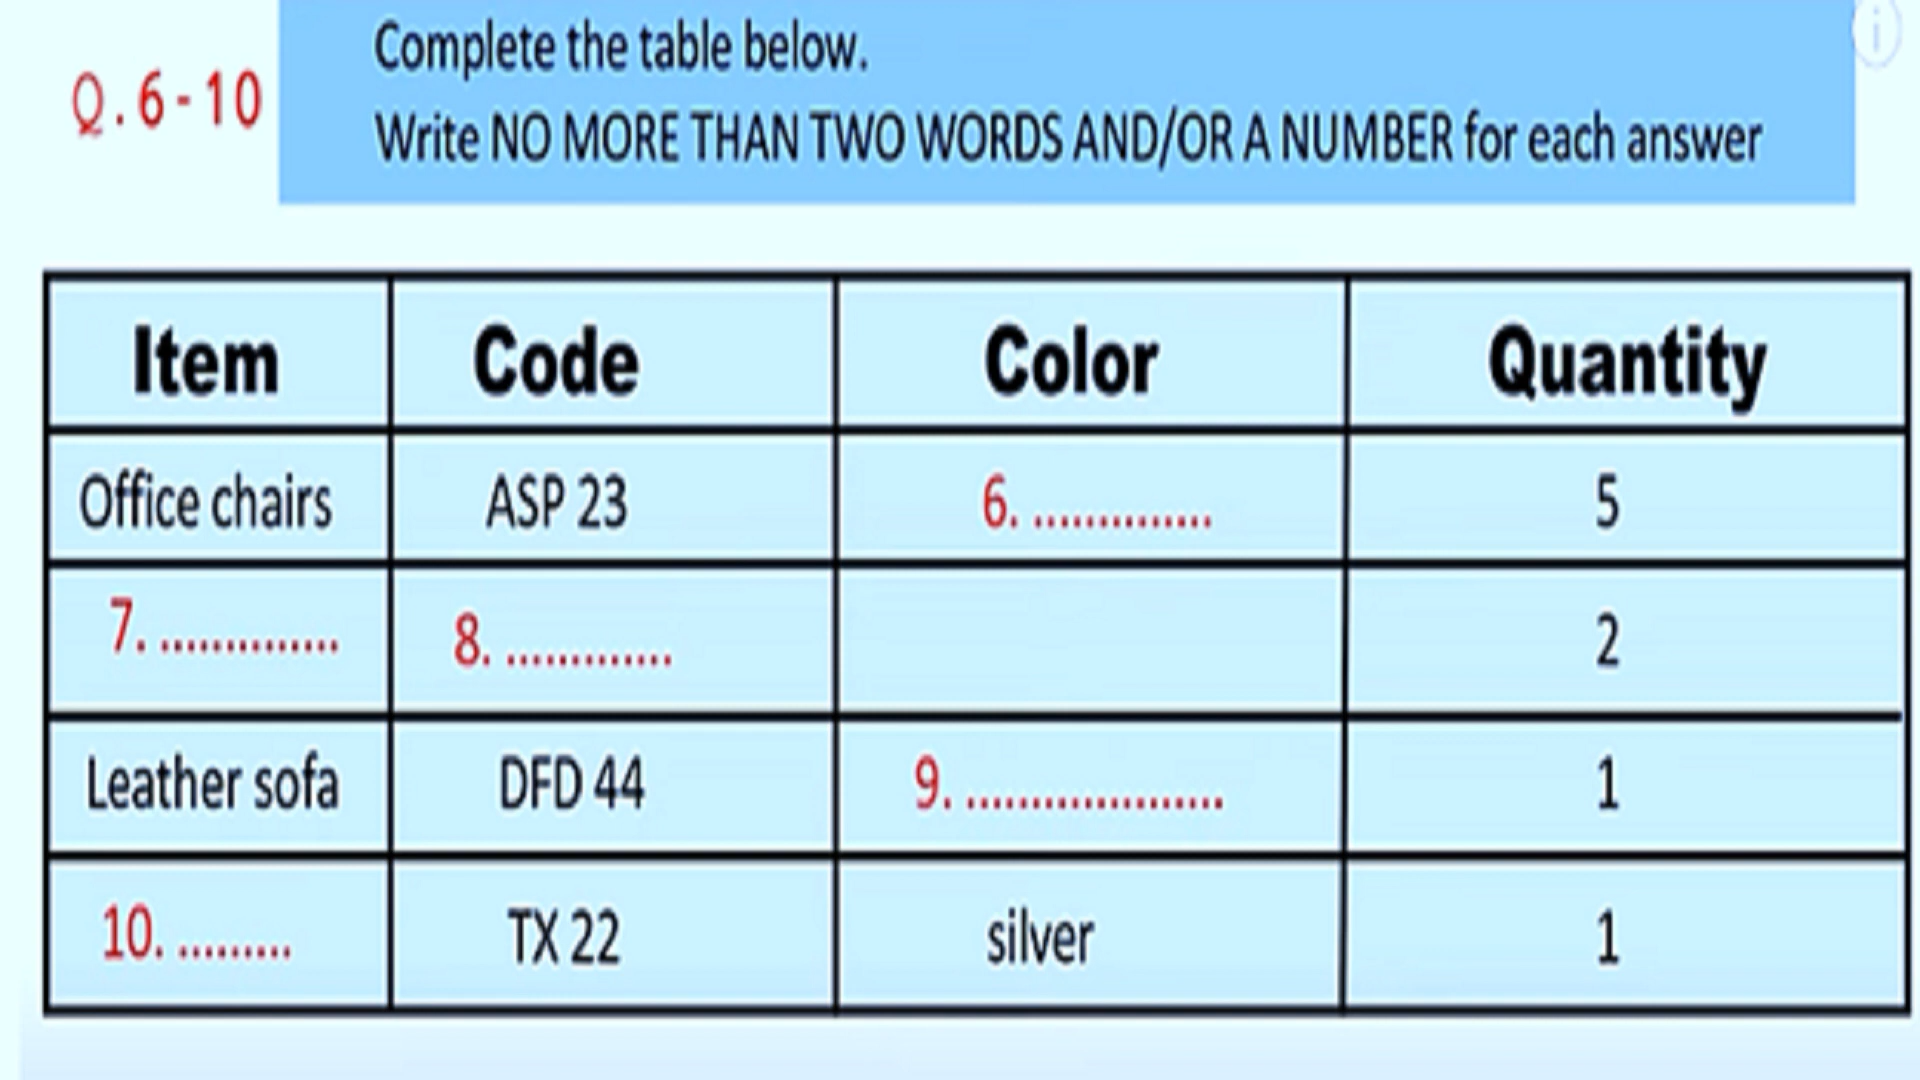 Q.6-10
Complete the table below.
Write NO MORE THAN TWO WORDS AND/OR A NUMBER for each answer
i
Item Code Color Quantity
Office chairs ASP 23 6. .............. 5
7. .............. 8. ............. 2
Leather sofa DFD 44 9. .................... 1
10. ......... TX 22 silver 1